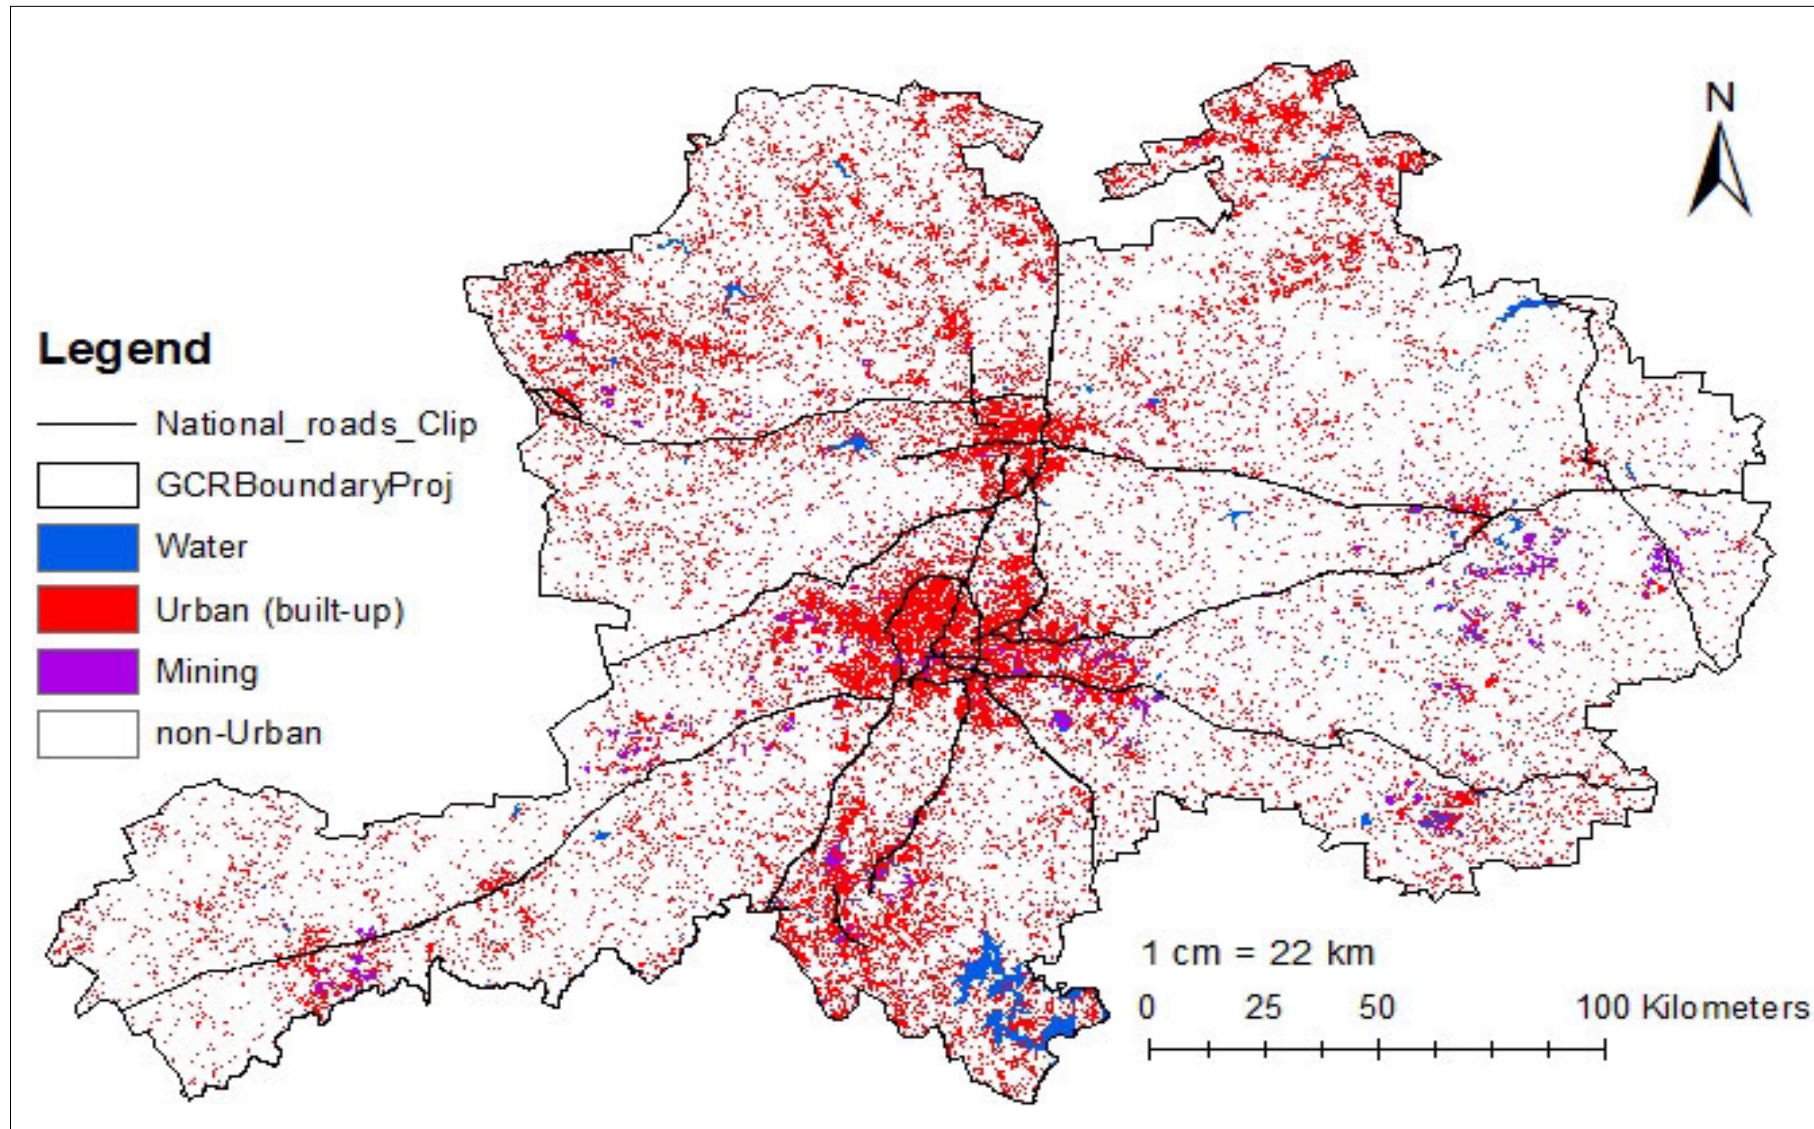 N
Legend
National_roads_Clip
GCRBoundaryProj
Water
Urban (built-up)
Mining
non-Urban
1 cm = 22 km
0 25 50 100 Kilometers